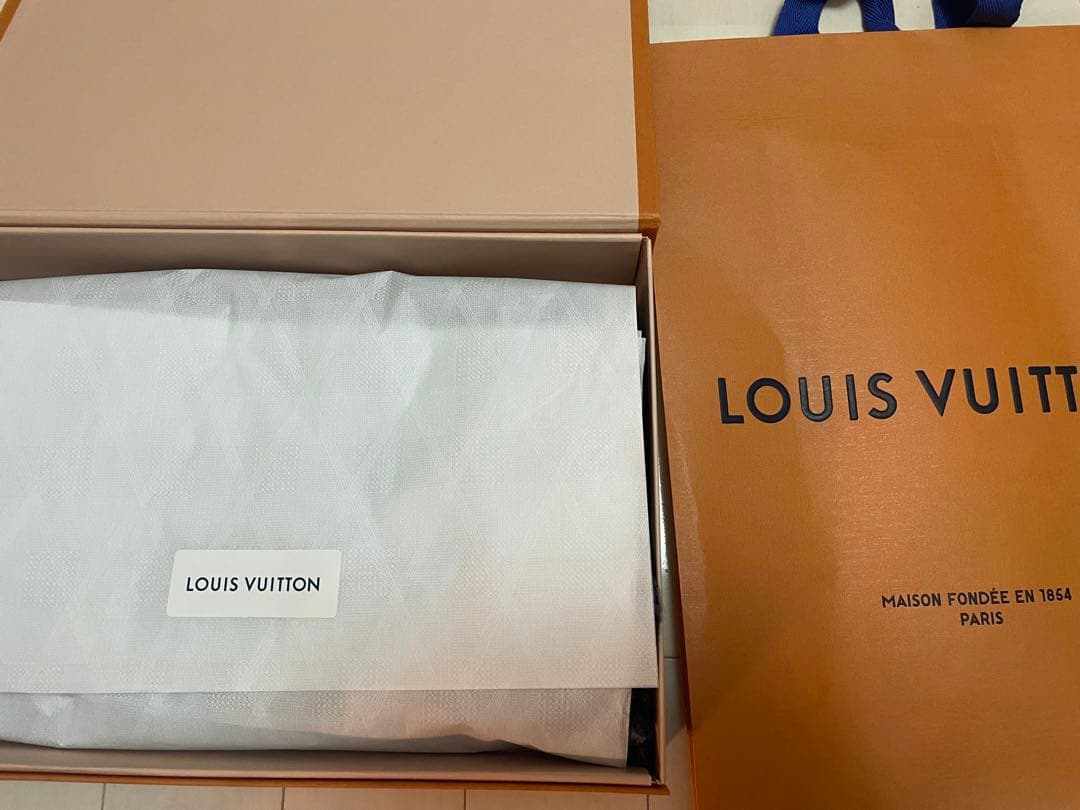 LOUIS VUITTON
LOUIS VUITT
MAISON FONDÉE EN 1854
PARIS